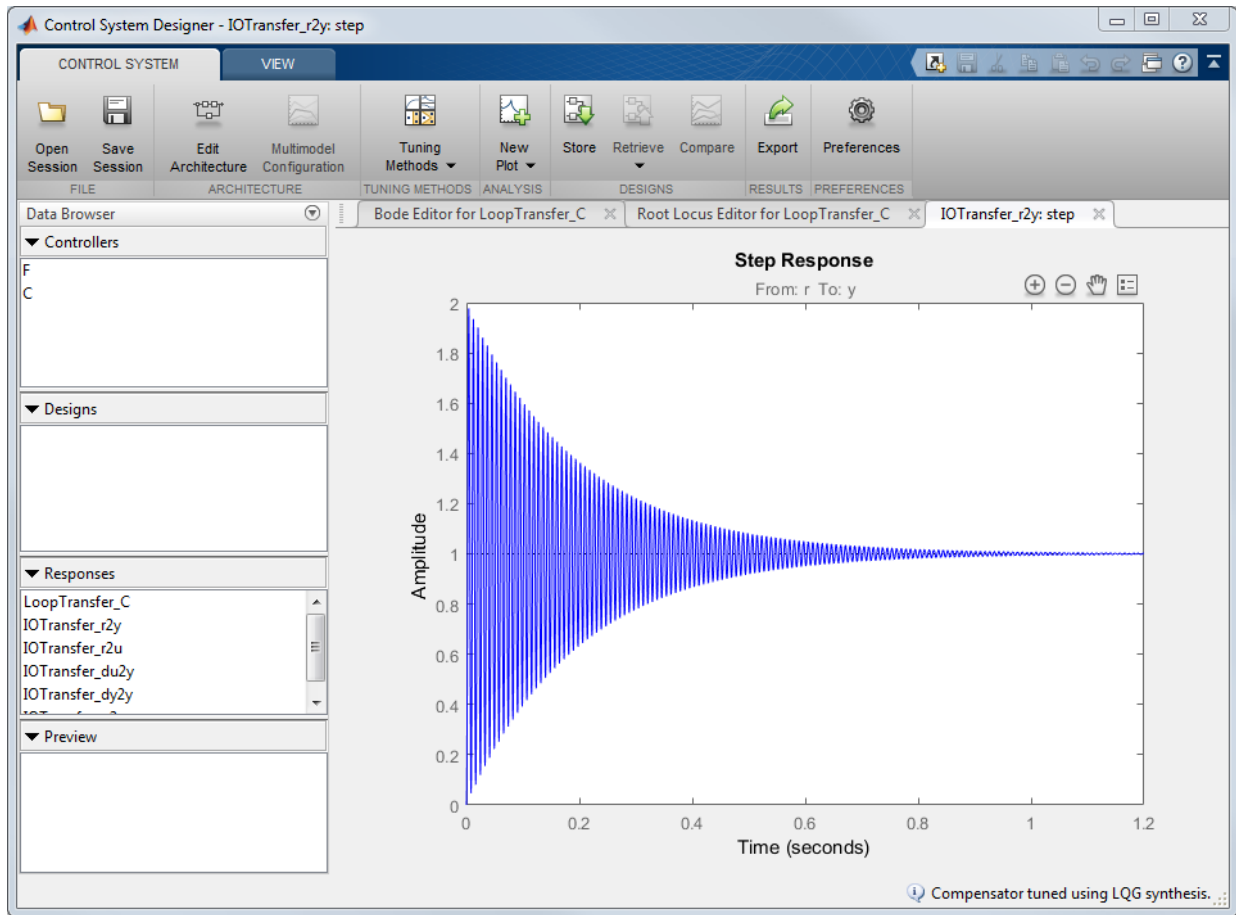 Control System Designer - IOTransfer_r2y: step
CONTROL SYSTEM
VIEW
Open Session
Save Session
Edit Architecture
Multimodel Configuration
Tuning Methods
New Plot
Store
Retrieve
Compare
Export
Preferences
FILE
ARCHITECTURE
TUNING METHODS
ANALYSIS
DESIGNS
RESULTS
PREFERENCES
Data Browser
Controllers
F
C
Designs
Responses
LoopTransfer_C
IOTransfer_r2y
IOTransfer_r2u
IOTransfer_du2y
IOTransfer_dy2y
Preview
Bode Editor for LoopTransfer_C
Root Locus Editor for LoopTransfer_C
IOTransfer_r2y: step
Step Response
From: r To: y
Amplitude
2
1.8
1.6
1.4
1.2
1
0.8
0.6
0.4
0.2
0
0
0.2
0.4
0.6
0.8
1
1.2
Time (seconds)
Compensator tuned using LQG synthesis.